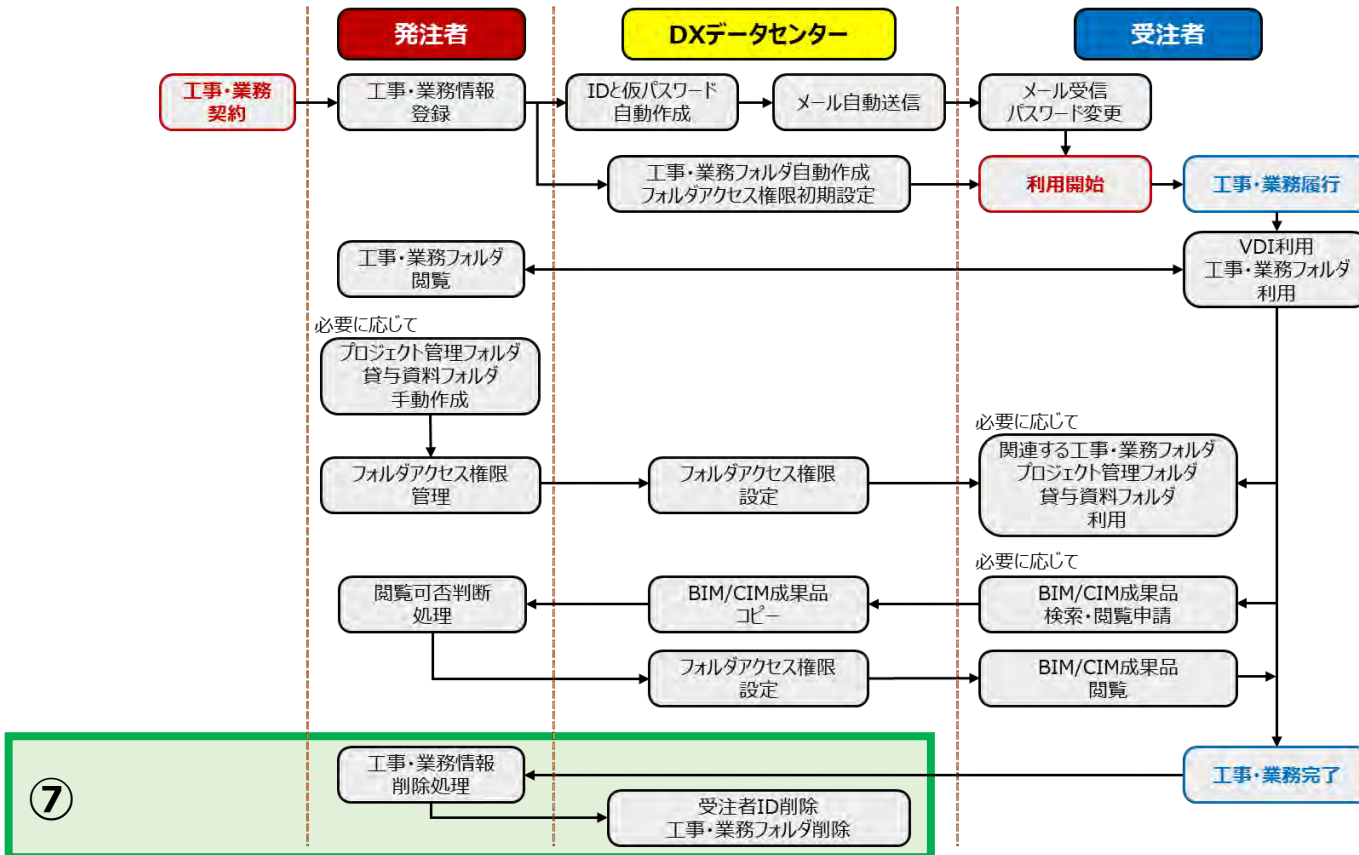 発注者
DXデータセンター
受注者
工事・業務
契約
工事・業務情報
登録
IDと仮パスワード
自動作成
メール自動送信
メール受信
パスワード変更
工事・業務フォルダ自動作成
フォルダアクセス権限初期設定
利用開始
工事・業務履行
工事・業務フォルダ
閲覧
VDI利用
工事・業務フォルダ
利用
必要に応じて
プロジェクト管理フォルダ
貸与資料フォルダ
手動作成
フォルダアクセス権限
管理
フォルダアクセス権限
設定
必要に応じて
関連する工事・業務フォルダ
プロジェクト管理フォルダ
貸与資料フォルダ
利用
閲覧可否判断
処理
BIM/CIM成果品
コピー
必要に応じて
BIM/CIM成果品
検索・閲覧申請
フォルダアクセス権限
設定
BIM/CIM成果品
閲覧
⑦
工事・業務情報
削除処理
工事・業務完了
受注者ID削除
工事・業務フォルダ削除